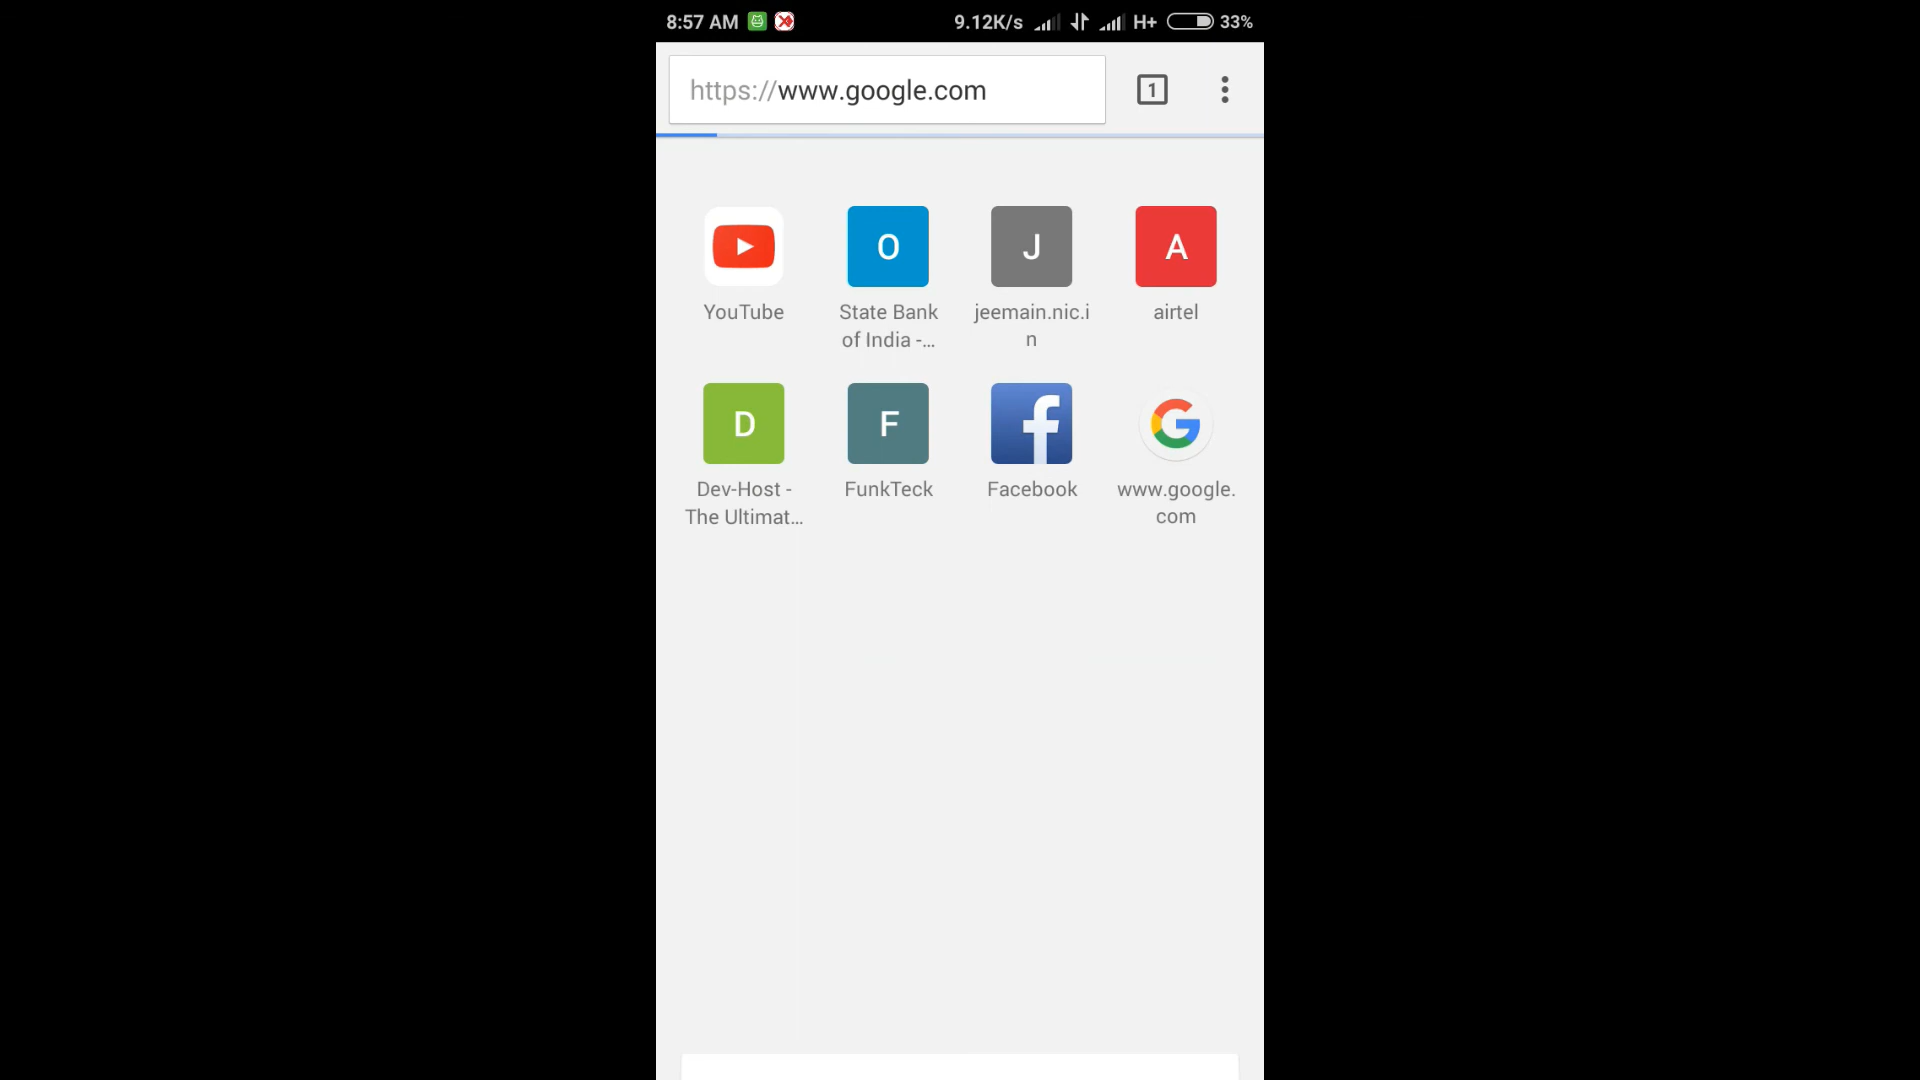 8:57 AM 9.12K/s H+ 33%
https://www.google.com 1
O J A
YouTube State Bank jeemain.nic.i airtel
of India -... n
D F f G
Dev-Host - FunkTeck Facebook www.google.
The Ultimat... com